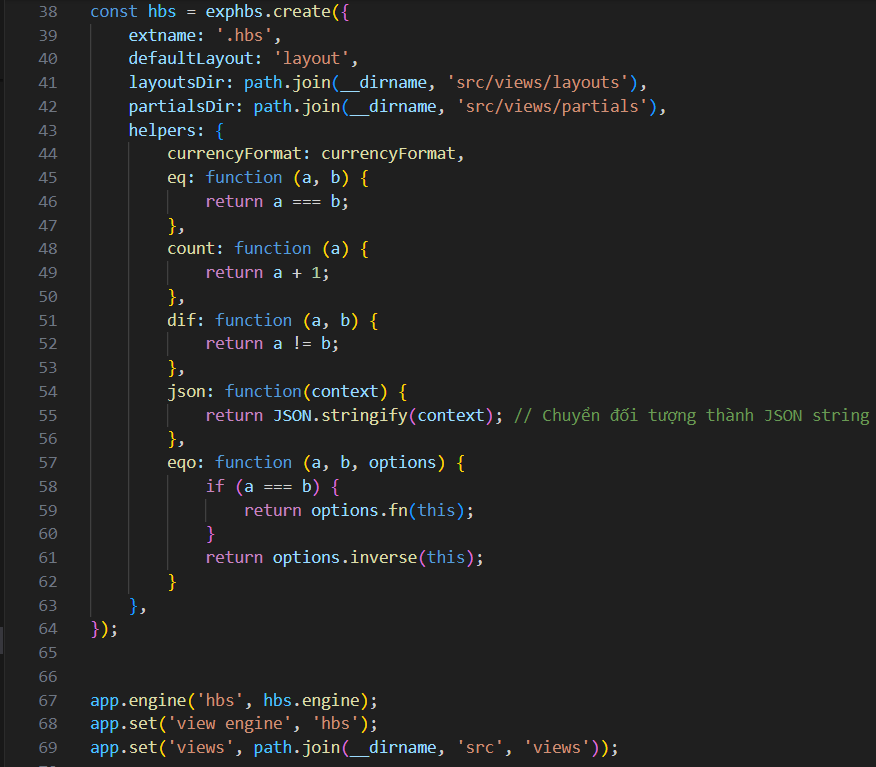 38 const hbs = exphbs.create({
39     extname: '.hbs',
40     defaultLayout: 'layout',
41     layoutsDir: path.join(__dirname, 'src/views/layouts'),
42     partialsDir: path.join(__dirname, 'src/views/partials'),
43     helpers: {
44         currencyFormat: currencyFormat,
45         eq: function (a, b) {
46             return a === b;
47         },
48         count: function (a) {
49             return a + 1;
50         },
51         dif: function (a, b) {
52             return a != b;
53         },
54         json: function(context) {
55             return JSON.stringify(context); // Chuyển đối tượng thành JSON string
56         },
57         eqo: function (a, b, options) {
58             if (a === b) {
59                 return options.fn(this);
60             }
61             return options.inverse(this);
62         }
63     },
64 });
65
66
67 app.engine('hbs', hbs.engine);
68 app.set('view engine', 'hbs');
69 app.set('views', path.join(__dirname, 'src', 'views'));